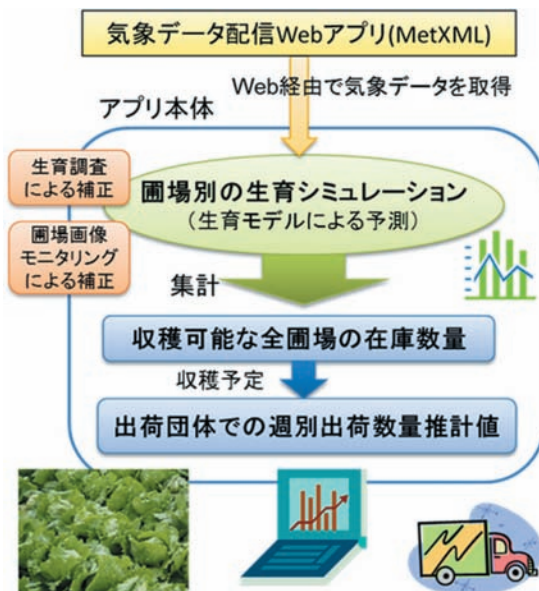 気象データ配信Webアプリ(MetXML)
Web経由で気象データを取得
アプリ本体
生育調査
による補正
圃場別の生育シミュレーション
(生育モデルによる予測)
圃場画像
モニタリング
による補正
集計
収穫可能な全圃場の在庫数量
収穫予定
出荷団体での週別出荷数量推計値